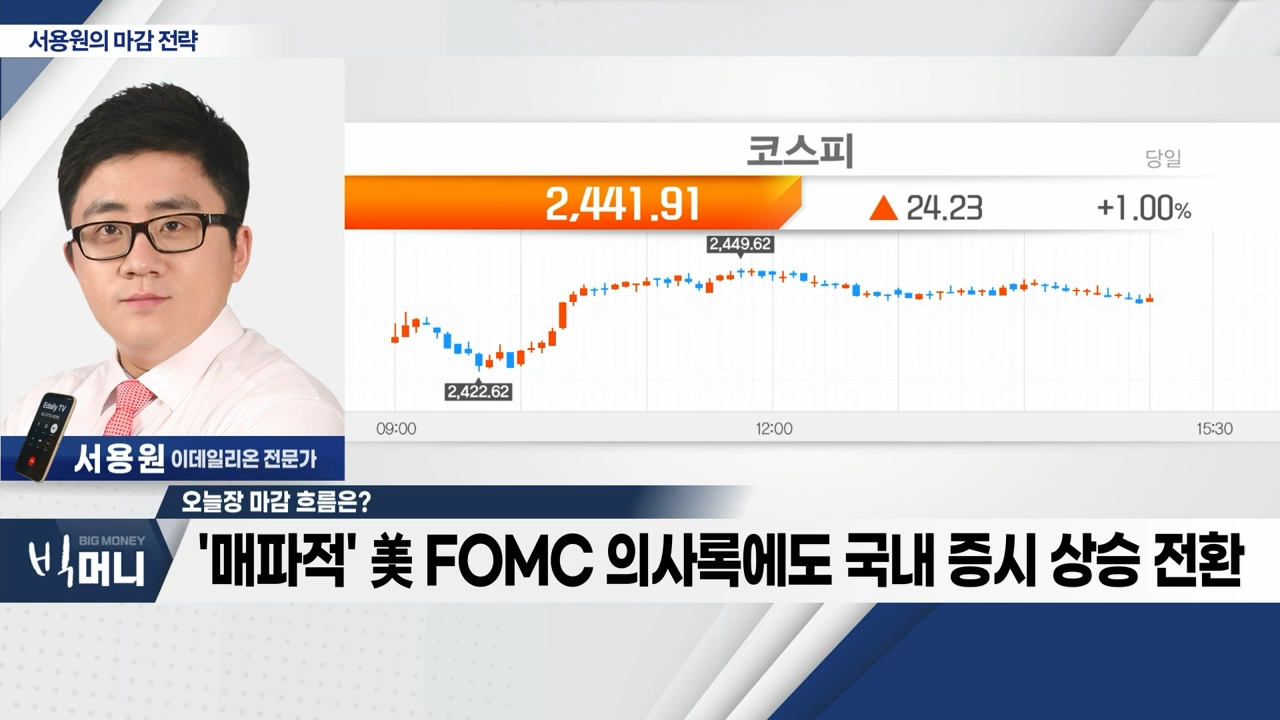 서용원의 마감 전략
코스피
당일
2,441.91
▲ 24.23
+1.00%
2,449.62
2,422.62
09:00
12:00
15:30
Edaily TV
서용원 이데일리온 전문가
오늘장 마감 흐름은?
BIG MONEY
빅머니
'매파적' 美 FOMC 의사록에도 국내 증시 상승 전환